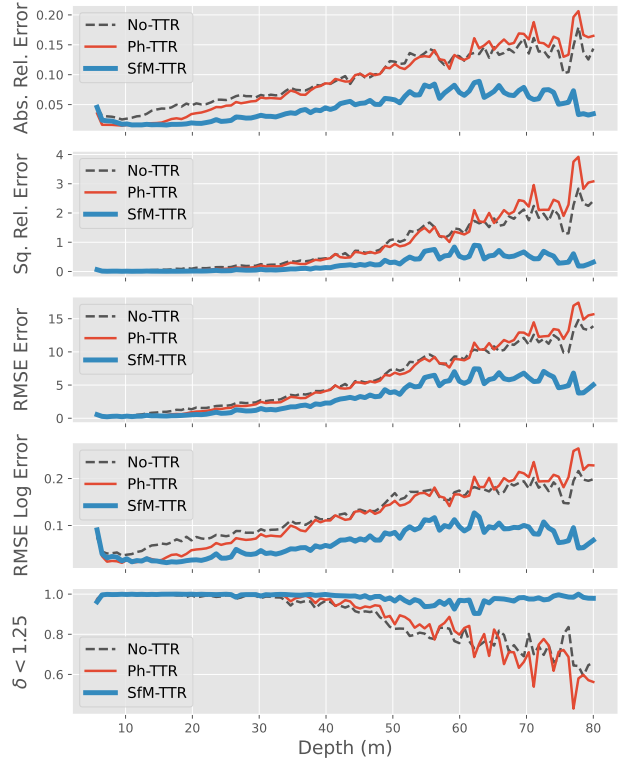 Abs. Rel. Error
0.20
0.15
0.10
0.05
No-TTR
Ph-TTR
SfM-TTR
Sq. Rel. Error
4
3
2
1
0
No-TTR
Ph-TTR
SfM-TTR
RMSE Error
15
10
5
0
No-TTR
Ph-TTR
SfM-TTR
RMSE Log Error
0.2
0.1
No-TTR
Ph-TTR
SfM-TTR
δ < 1.25
1.0
0.8
0.6
No-TTR
Ph-TTR
SfM-TTR
10 20 30 40 50 60 70 80
Depth (m)